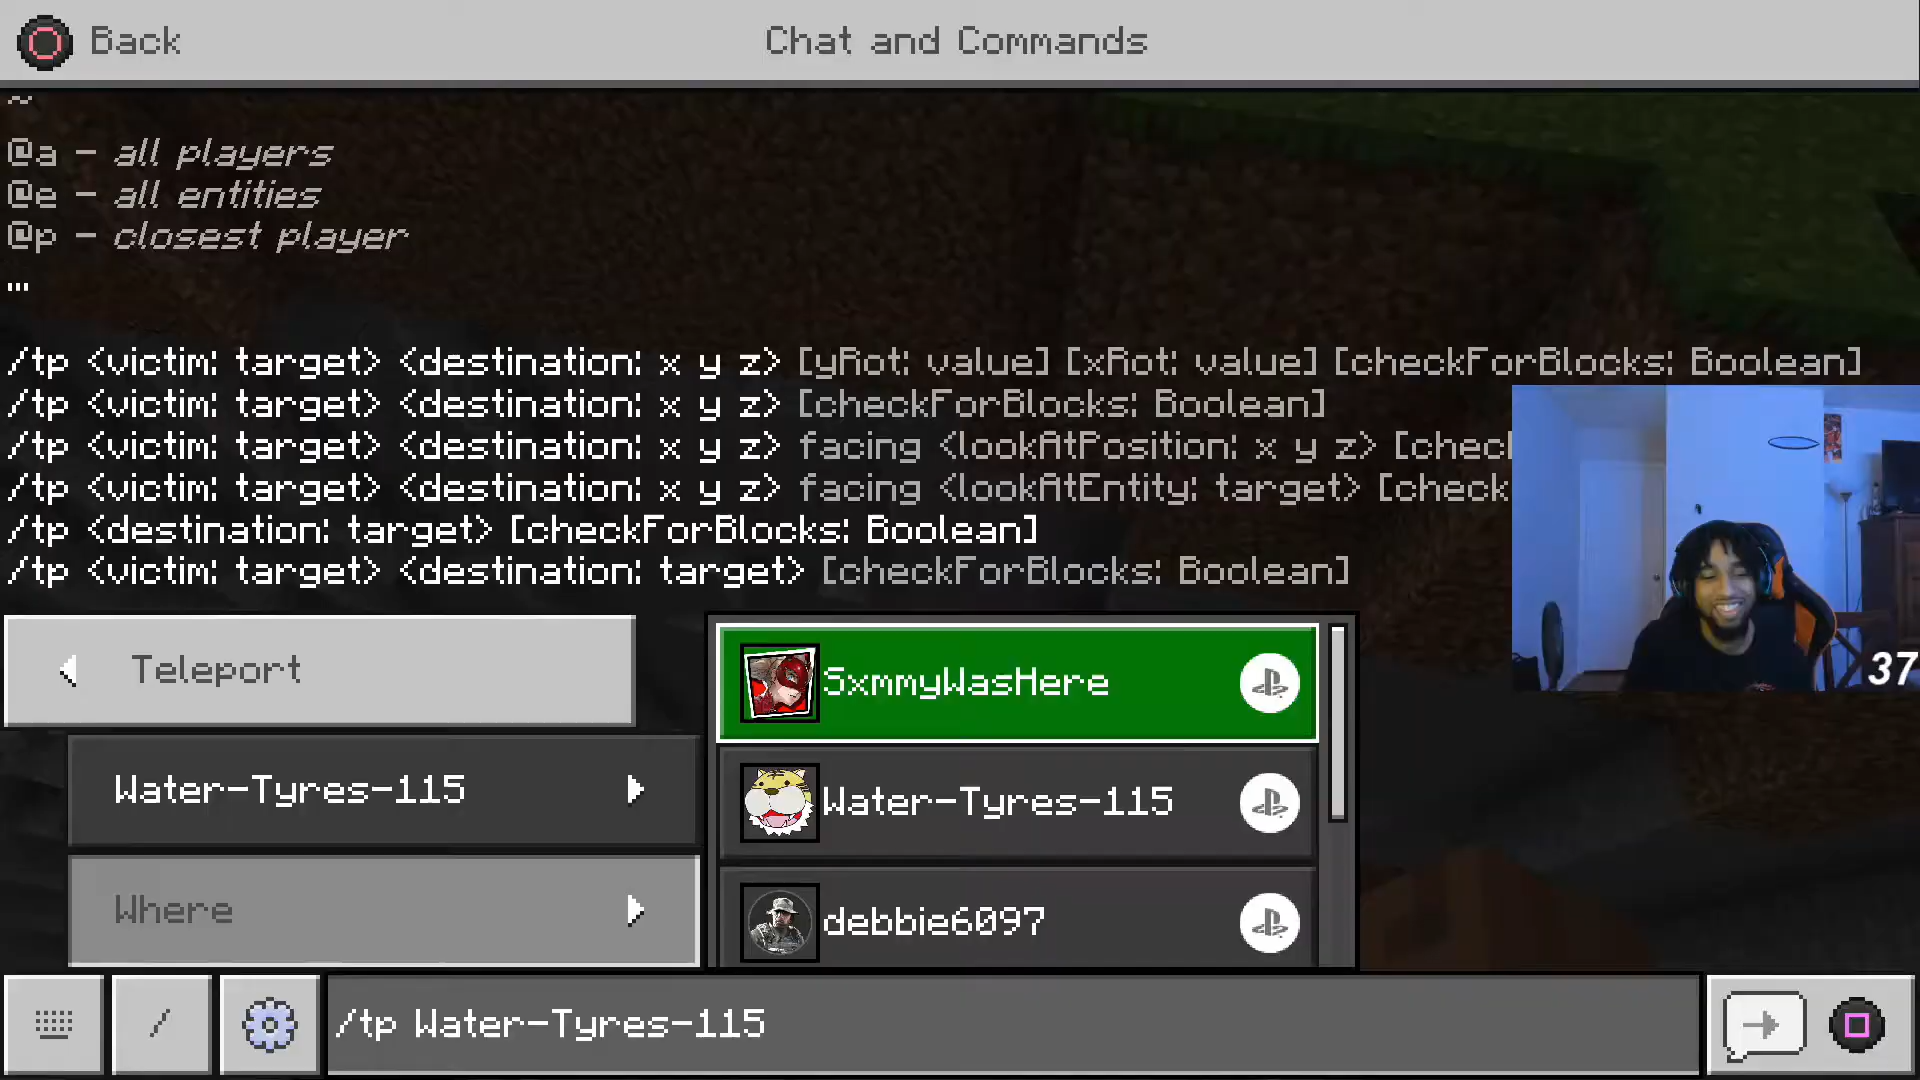 Back
Chat and Commands
~
@a - all players
@e - all entities
@p - closest player
...
/tp <victim: target> <destination: x y z> [yRot: value] [xRot: value] [checkForBlocks: Boolean]
/tp <victim: target> <destination: x y z> [checkForBlocks: Boolean]
/tp <victim: target> <destination: x y z> facing <lookAtPosition: x y z> [chec
/tp <victim: target> <destination: x y z> facing <lookAtEntity: target> [check
/tp <destination: target> [checkForBlocks: Boolean]
/tp <victim: target> <destination: target> [checkForBlocks: Boolean]
37
Teleport
Water-Tyres-115
Where
SxmmyWasHere
Water-Tyres-115
debbie6097
/
/tp Water-Tyres-115